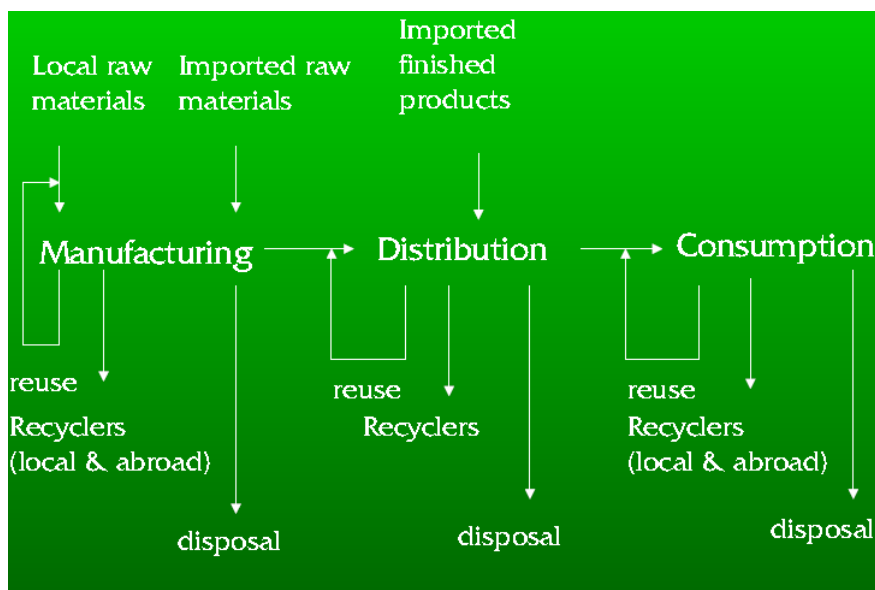 Local raw
materials
Imported raw
materials
Imported
finished
products
Manufacturing
Distribution
Consumption
reuse
Recyclers
(local & abroad)
disposal
reuse
Recyclers
disposal
reuse
Recyclers
(local & abroad)
disposal